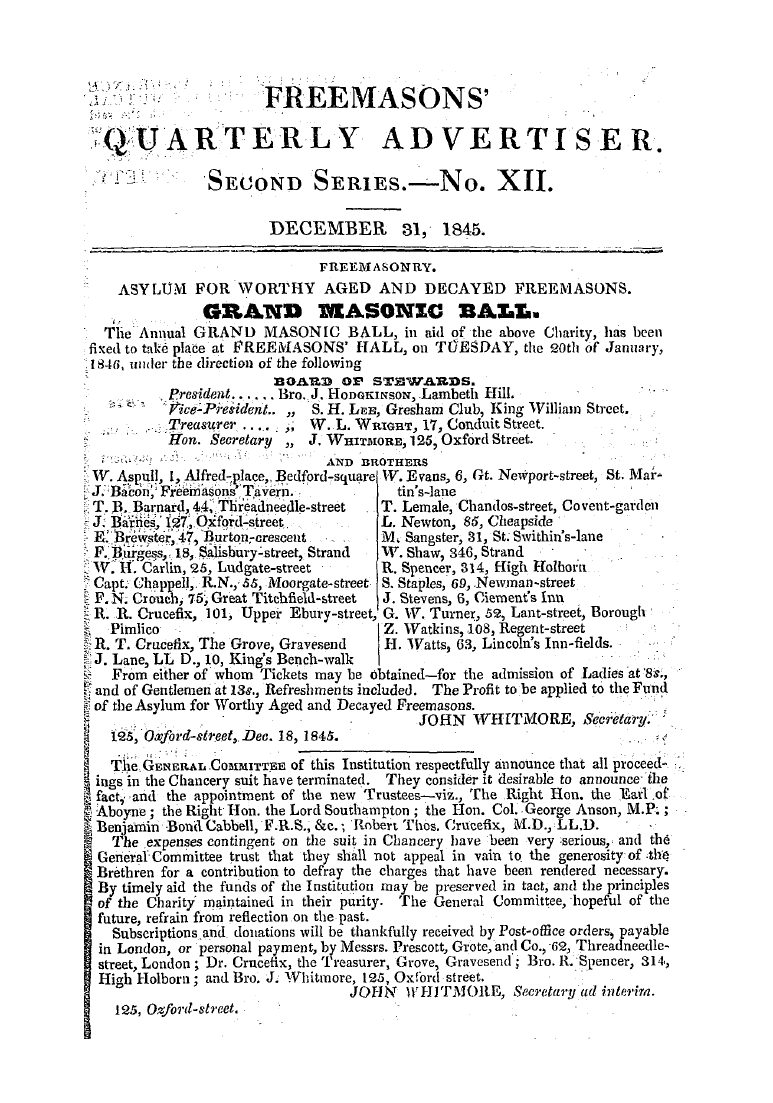 FREEMASONS'
QUARTERLY ADVERTISER.
SECOND SERIES.—No. XII.
DECEMBER 31, 1845.
FREEMASONRY.
ASYLUM FOR WORTHY AGED AND DECAYED FREEMASONS.
GRAND MASONIC BALL.
The Annual GRAND MASONIC BALL, in aid of the above Charity, has been
fixed to take place at FREEMASONS' HALL, on TUESDAY, the 20th of January,
1846, under the direction of the following
BOARD OF STEWARDS.
President...... Bro. J. HODGKINSON, Lambeth Hill.
Vice-President.. „ S. H. LEE, Gresham Club, King William Street.
Treasurer ..... „ W. L. WRIGHT, 17, Conduit Street.
Hon. Secretary „ J. WHITMORE, 125, Oxford Street.
AND BROTHERS
W. Aspull, 1, Alfred-place, Bedford-square
J. Bacon, Freemasons' Tavern.
T. B. Barnard, 44, Threadneedle-street
J. Barnes, 127, Oxford-street
E. Brewster, 47, Burton-crescent
F. Burgess, 18, Salisbury-street, Strand
W. H. Carlin, 25, Ludgate-street
Capt. Chappell, R.N., 55, Moorgate-street
F. N. Crouch, 75, Great Titchfield-street
R. R. Crucefix, 101, Upper Ebury-street,
Pimlico
R. T. Crucefix, The Grove, Gravesend
J. Lane, LL D., 10, King's Bench-walk
W. Evans, 6, Gt. Newport-street, St. Mar-
tin's-lane
T. Lemale, Chandos-street, Covent-garden
L. Newton, 85, Cheapside
M. Sangster, 31, St. Swithin's-lane
W. Shaw, 346, Strand
R. Spencer, 314, High Holborn
S. Staples, 69, Newman-street
J. Stevens, 6, Clement's Inn
G. W. Turner, 52, Lant-street, Borough
Z. Watkins, 108, Regent-street
H. Watts, 63, Lincoln's Inn-fields.
From either of whom Tickets may be obtained—for the admission of Ladies at 8s.,
and of Gentlemen at 13s., Refreshments included. The Profit to be applied to the Fund
of the Asylum for Worthy Aged and Decayed Freemasons.
JOHN WHITMORE, Secretary.
125, Oxford-street, Dec. 18, 1845.
The GENERAL COMMITTEE of this Institution respectfully announce that all proceed-
ings in the Chancery suit have terminated. They consider it desirable to announce the
fact, and the appointment of the new Trustees—viz., The Right Hon. the Earl of
Aboyne; the Right Hon. the Lord Southampton; the Hon. Col. George Anson, M.P.;
Benjamin Bond Cabbell, F.R.S., &c.; Robert Thos. Crucefix, M.D., LL.D.
The expenses contingent on the suit in Chancery have been very serious, and the
General Committee trust that they shall not appeal in vain to the generosity of the
Brethren for a contribution to defray the charges that have been rendered necessary.
By timely aid the funds of the Institution may be preserved in tact, and the principles
of the Charity maintained in their purity. The General Committee, hopeful of the
future, refrain from reflection on the past.
Subscriptions and donations will be thankfully received by Post-office orders, payable
in London, or personal payment, by Messrs. Prescott, Grote, and Co., 62, Threadneedle-
street, London; Dr. Crucefix, the Treasurer, Grove, Gravesend; Bro. R. Spencer, 314,
High Holborn; and Bro. J. Whitmore, 125, Oxford street.
JOHN WHITMORE, Secretary ad interim.
125, Oxford-street.